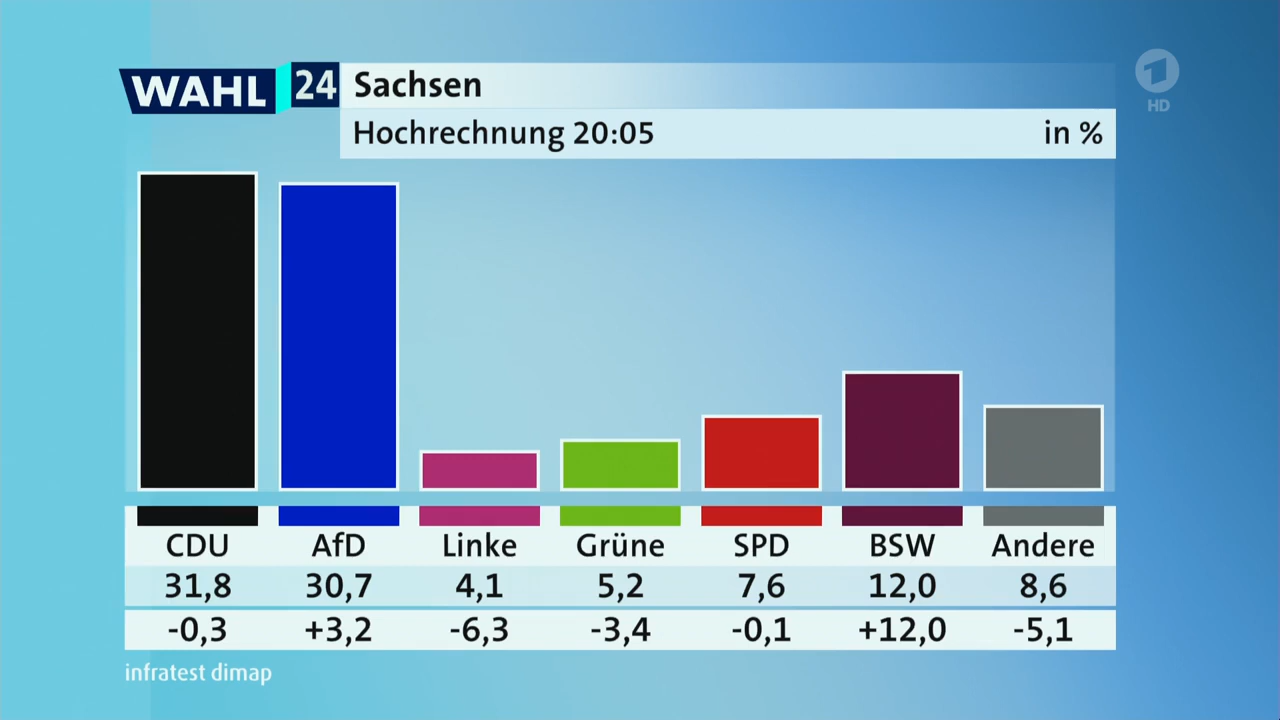 WAHL 24 Sachsen
Hochrechnung 20:05 in %
1
HD
CDU AfD Linke Grüne SPD BSW Andere
31,8 30,7 4,1 5,2 7,6 12,0 8,6
-0,3 +3,2 -6,3 -3,4 -0,1 +12,0 -5,1
infratest dimap